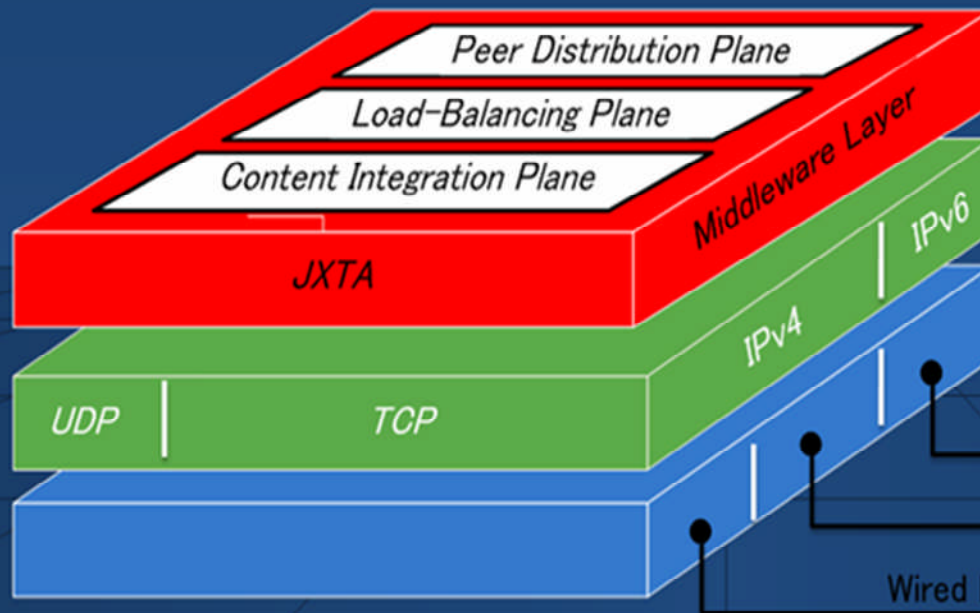 Peer Distribution Plane
Load-Balancing Plane
Content Integration Plane
Middleware Layer
JXTA
IPv6
IPv4
UDP
TCP
Wired